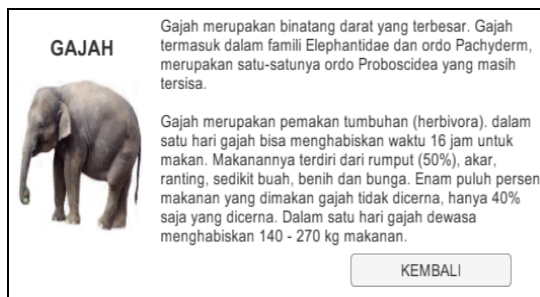 GAJAH
Gajah merupakan binatang darat yang terbesar. Gajah
termasuk dalam famili Elephantidae dan ordo Pachyderm,
merupakan satu-satunya ordo Proboscidea yang masih
tersisa.
Gajah merupakan pemakan tumbuhan (herbivora). dalam
satu hari gajah bisa menghabiskan waktu 16 jam untuk
makan. Makanannya terdiri dari rumput (50%), akar,
ranting, sedikit buah, benih dan bunga. Enam puluh persen
makanan yang dimakan gajah tidak dicerna, hanya 40%
saja yang dicerna. Dalam satu hari gajah dewasa
menghabiskan 140 - 270 kg makanan.
KEMBALI